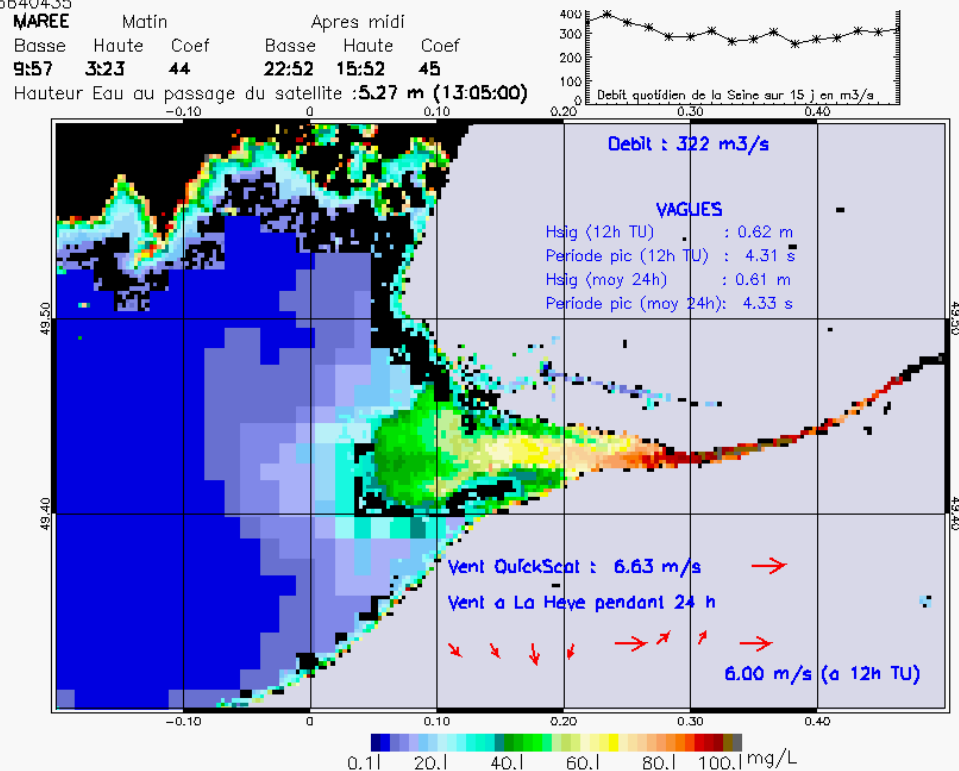 6640435
MAREE Matin Apres midi
Basse Haute Coef Basse Haute Coef
9:57 3:23 44 22:52 15:52 45
Hauteur Eau au passage du satellite :5.27 m (13:05:00)
400
300
200
100
0
Debit quotidien de la Seine sur 15 j en m3/s
-0.10 0 0.10 0.20 0.30 0.40
Debit : 322 m3/s
VAGUES
Hsig (12h TU) : 0.62 m
Periode pic (12h TU) : 4.31 s
Hsig (moy 24h) : 0.61 m
Periode pic (moy 24h): 4.33 s
49.50 49.50
49.40 49.40
Vent QuickScat : 6.63 m/s
Vent a La Heve pendant 24 h
6.00 m/s (a 12h TU)
-0.10 0 0.10 0.20 0.30 0.40
0.1| 20.| 40.| 60.| 80.| 100.| mg/L